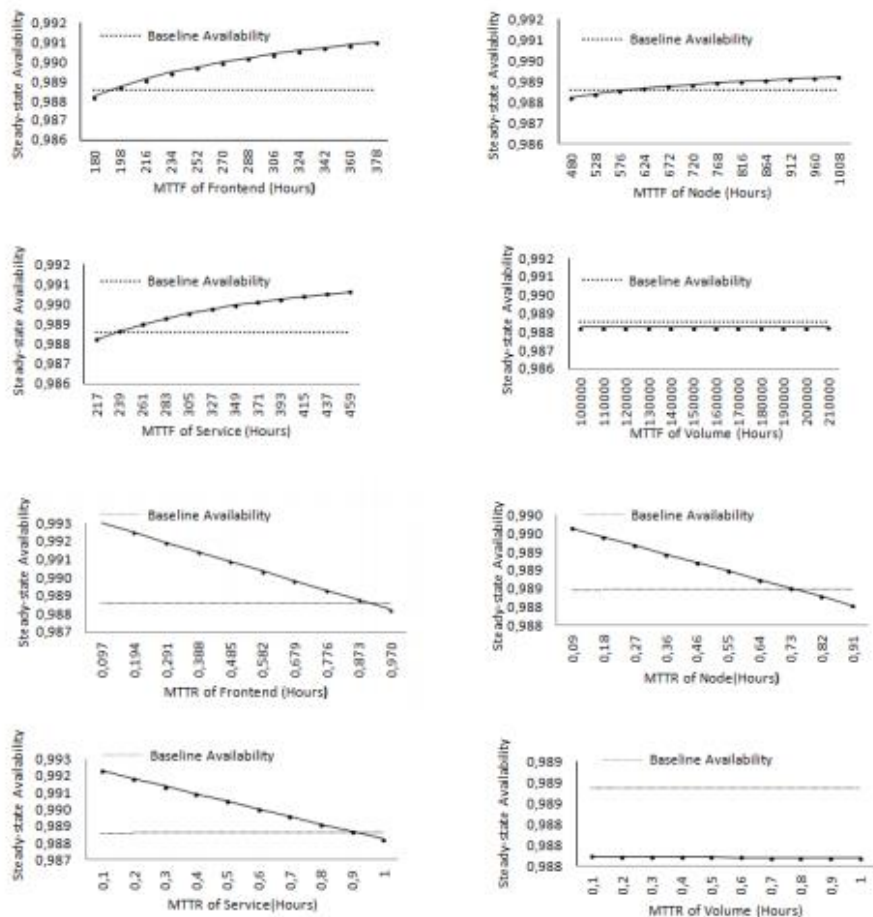 0,992
0,991
0,990
0,989
0,988
0,987
0,986
Steady-state Availability
Baseline Availability
180 198 216 234 252 270 288 306 324 342 360 378
MTTF of Frontend (Hours)
0,992
0,991
0,990
0,989
0,988
0,987
0,986
Steady-state Availability
Baseline Availability
480 528 576 624 672 720 768 816 864 912 960 1008
MTTF of Node (Hours)
0,992
0,991
0,990
0,989
0,988
0,987
0,986
Steady-state Availability
Baseline Availability
217 239 261 283 305 327 349 371 393 415 437 459
MTTF of Service (Hours)
0,992
0,991
0,990
0,989
0,988
0,987
0,986
Steady-state Availability
Baseline Availability
100000 110000 120000 130000 140000 150000 160000 170000 180000 190000 200000 210000
MTTF of Volume (Hours)
0,993
0,992
0,991
0,990
0,989
0,988
0,987
Steady-state Availability
Baseline Availability
0,097 0,194 0,291 0,388 0,485 0,582 0,679 0,776 0,873 0,970
MTTR of Frontend (Hours)
0,990
0,990
0,989
0,989
0,988
0,988
Steady-state Availability
Baseline Availability
0,09 0,18 0,27 0,36 0,46 0,55 0,64 0,73 0,82 0,91
MTTR of Node(Hours)
0,993
0,992
0,991
0,990
0,989
0,988
0,987
Steady-state Availability
Baseline Availability
0,1 0,2 0,3 0,4 0,5 0,6 0,7 0,8 0,9 1
MTTR of Service(Hours)
0,989
0,989
0,989
0,988
0,988
0,988
Steady-state Availability
Baseline Availability
0,1 0,2 0,3 0,4 0,5 0,6 0,7 0,8 0,9 1
MTTR of Volume (Hours)